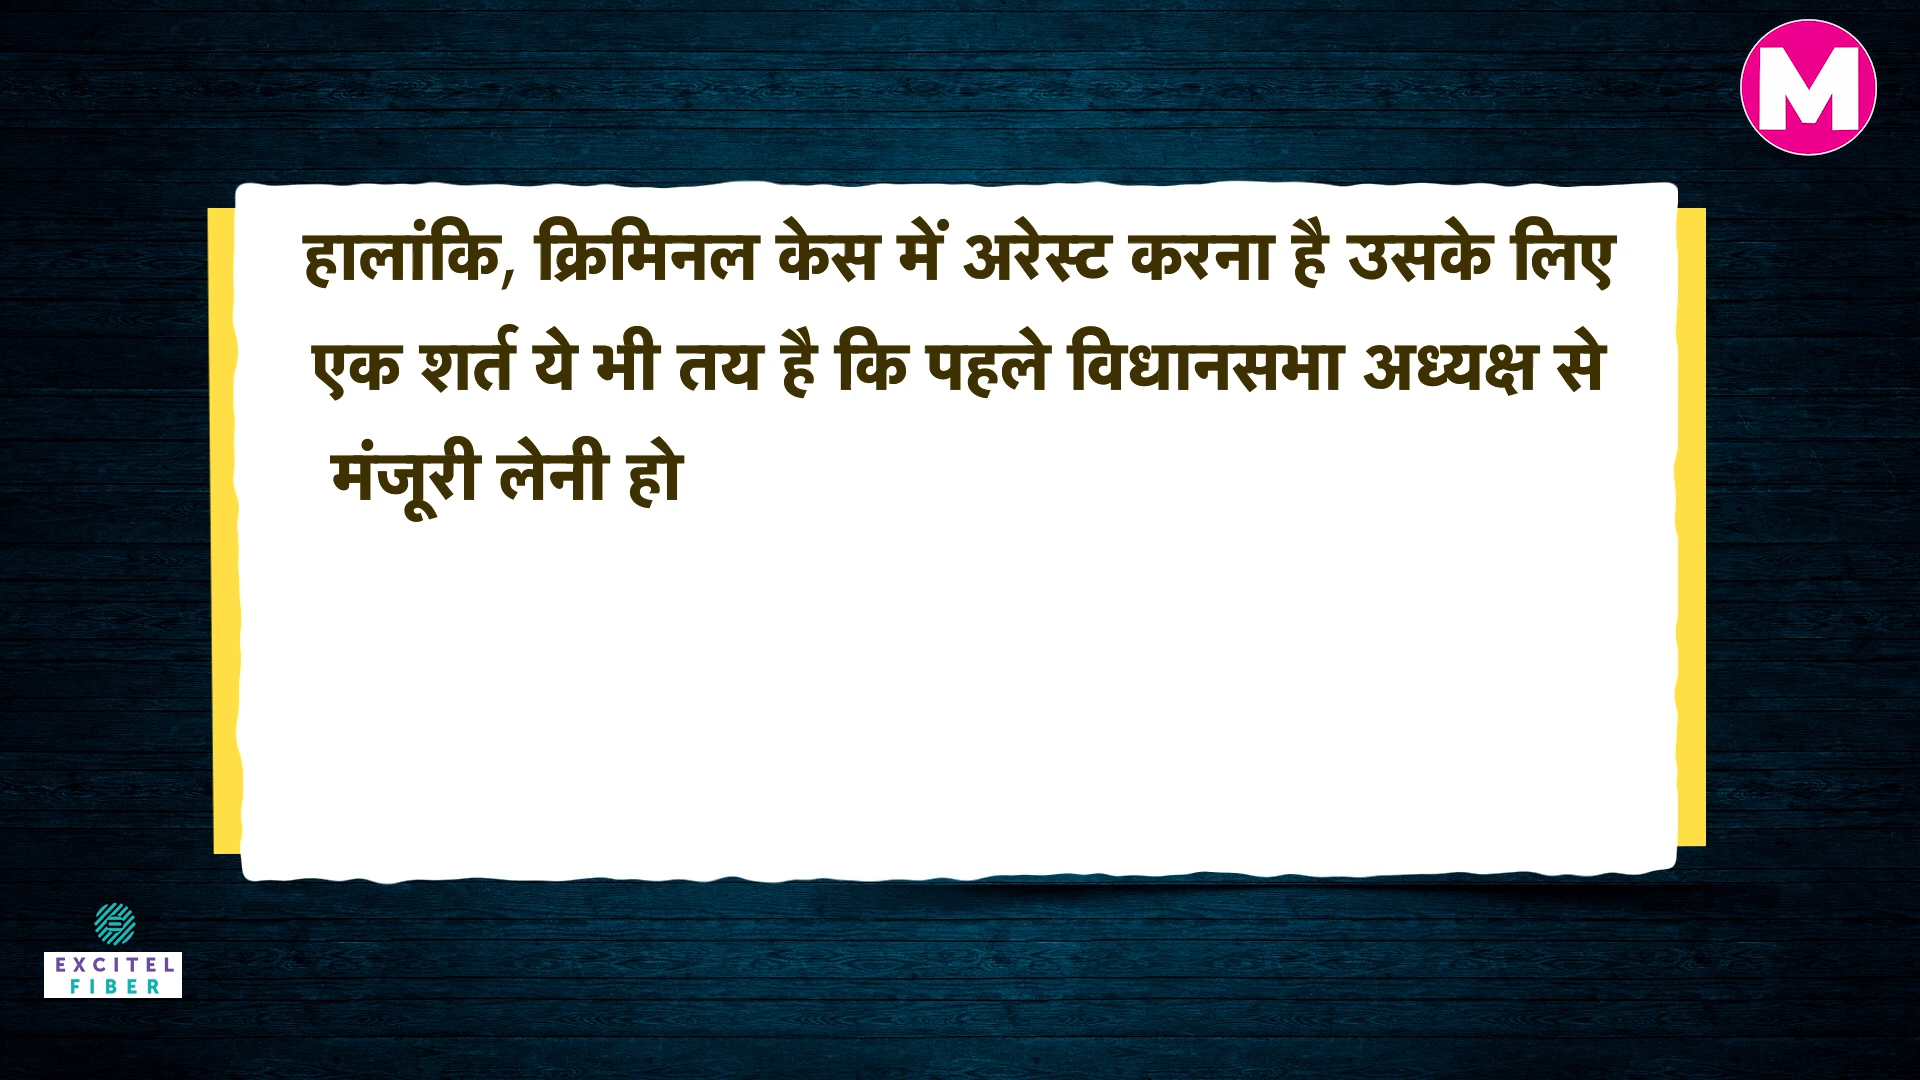 M
हालांकि, क्रिमिनल केस में अरेस्ट करना है उसके लिए
एक शर्त ये भी तय है कि पहले विधानसभा अध्यक्ष से
मंजूरी लेनी हो
EXCITEL
FIBER